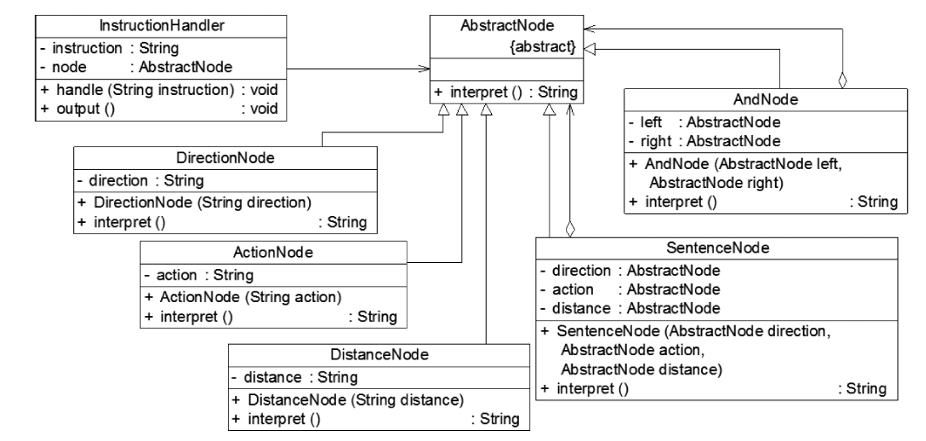 InstructionHandler
- instruction : String
- node : AbstractNode
+ handle (String instruction) : void
+ output () : void
AbstractNode
{abstract}
+ interpret () : String
AndNode
- left : AbstractNode
- right : AbstractNode
+ AndNode (AbstractNode left,
AbstractNode right)
+ interpret () : String
DirectionNode
- direction : String
+ DirectionNode (String direction)
+ interpret () : String
ActionNode
- action : String
+ ActionNode (String action)
+ interpret () : String
SentenceNode
- direction : AbstractNode
- action : AbstractNode
- distance : AbstractNode
+ SentenceNode (AbstractNode direction,
AbstractNode action,
AbstractNode distance)
+ interpret () : String
DistanceNode
- distance : String
+ DistanceNode (String distance)
+ interpret () : String